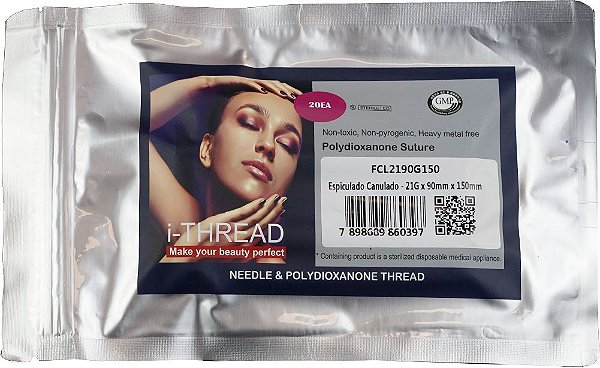 20EA
GMP
Non-toxic, Non-pyrogenic, Heavy metal free
Polydioxanone Suture
FCL2190G150
Espiculado Canulado - 21G x 90mm x 150mm
7 898609 860397
i-THREAD
Make your beauty perfect
* Containing product is a sterilized disposable medical appliance.
NEEDLE & POLYDIOXANONE THREAD